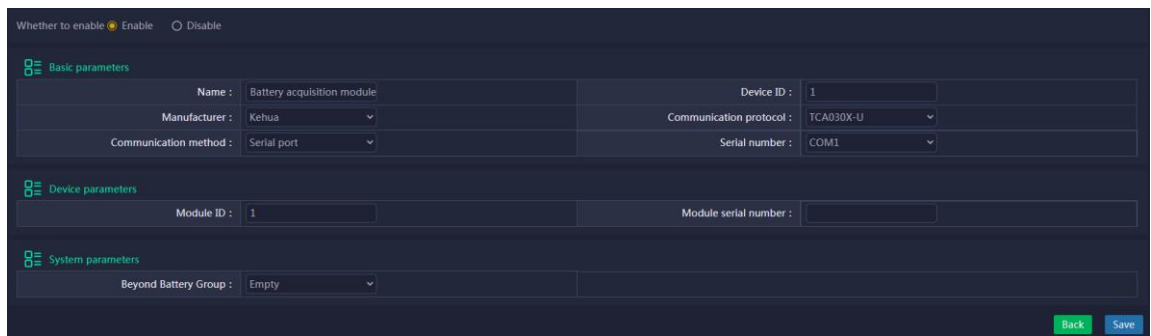 Whether to enable Enable Disable
Basic parameters
Name : Battery acquisition module Device ID : 1
Manufacturer : Kehua Communication protocol : TCA030X-U
Communication method : Serial port Serial number : COM1
Device parameters
Module ID : 1 Module serial number :
System parameters
Beyond Battery Group : Empty
Back Save